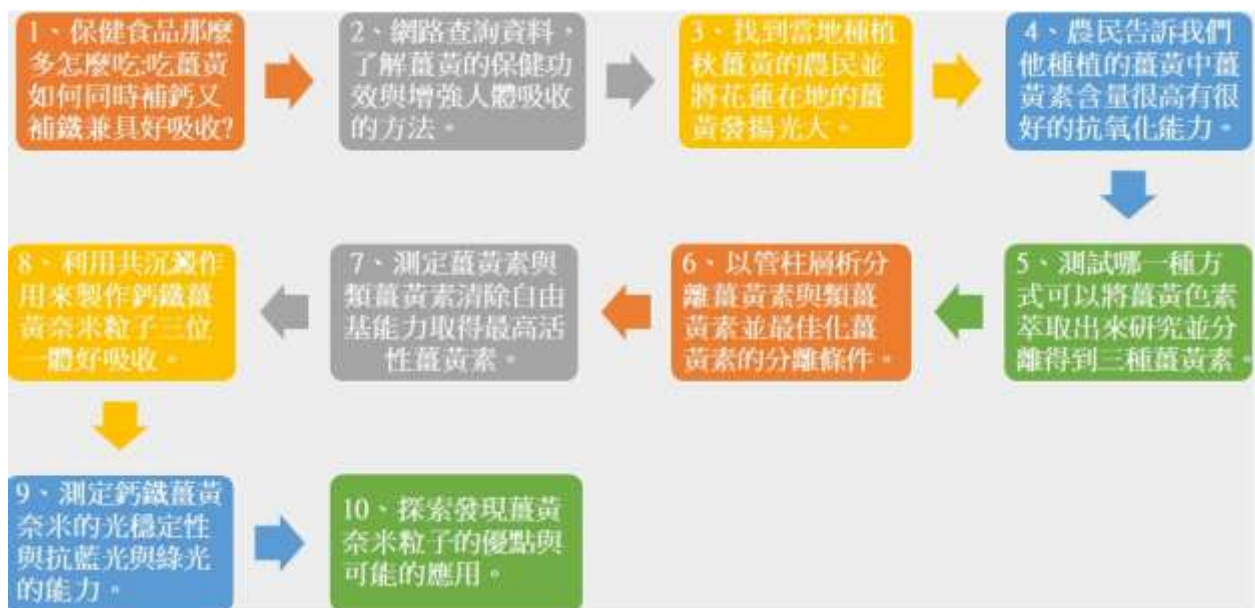 1、保健食品那麼
多怎麼吃:吃薑黃
如何同時補鈣又
補鐵兼具好吸收?
2、網路查詢資料，
了解薑黃的保健功
效與增強人體吸收
的方法。
3、找到當地種植
秋薑黃的農民並
將花蓮在地的薑
黃發揚光大。
4、農民告訴我們
他種植的薑黃中薑
黃素含量很高有很
好的抗氧化能力。
5、測試哪一種方
式可以將薑黃色素
萃取出來研究並分
離得到三種薑黃素。
6、以管柱層析分
離薑黃素與類薑
黃素並最佳化薑
黃素的分離條件。
7、測定薑黃素與
類薑黃素清除自由
基能力取得最高活
性薑黃素。
8、利用共沉澱作
用來製作鈣鐵薑
黃奈米粒子三位
一體好吸收。
9、測定鈣鐵薑黃
奈米的光穩定性
與抗藍光與綠光
的能力。
10、探索發現薑黃
奈米粒子的優點與
可能的應用。